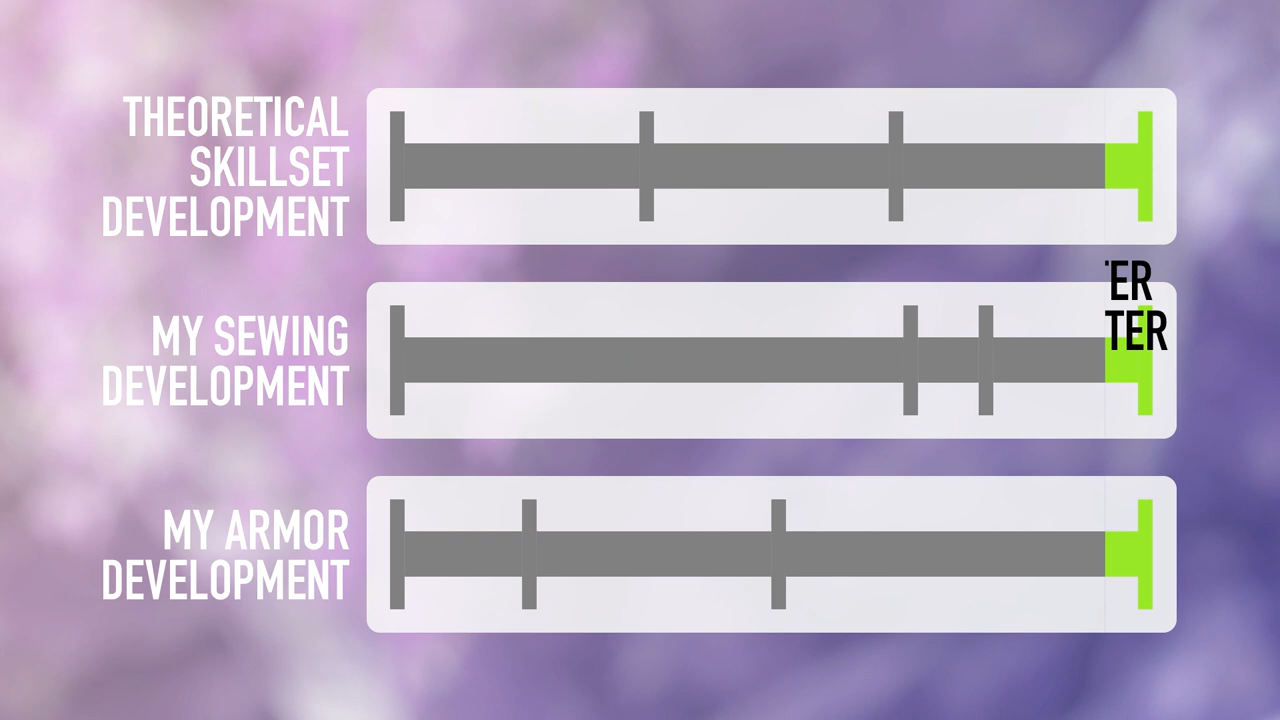 THEORETICAL
SKILLSET
DEVELOPMENT
MY SEWING
DEVELOPMENT
MY ARMOR
DEVELOPMENT